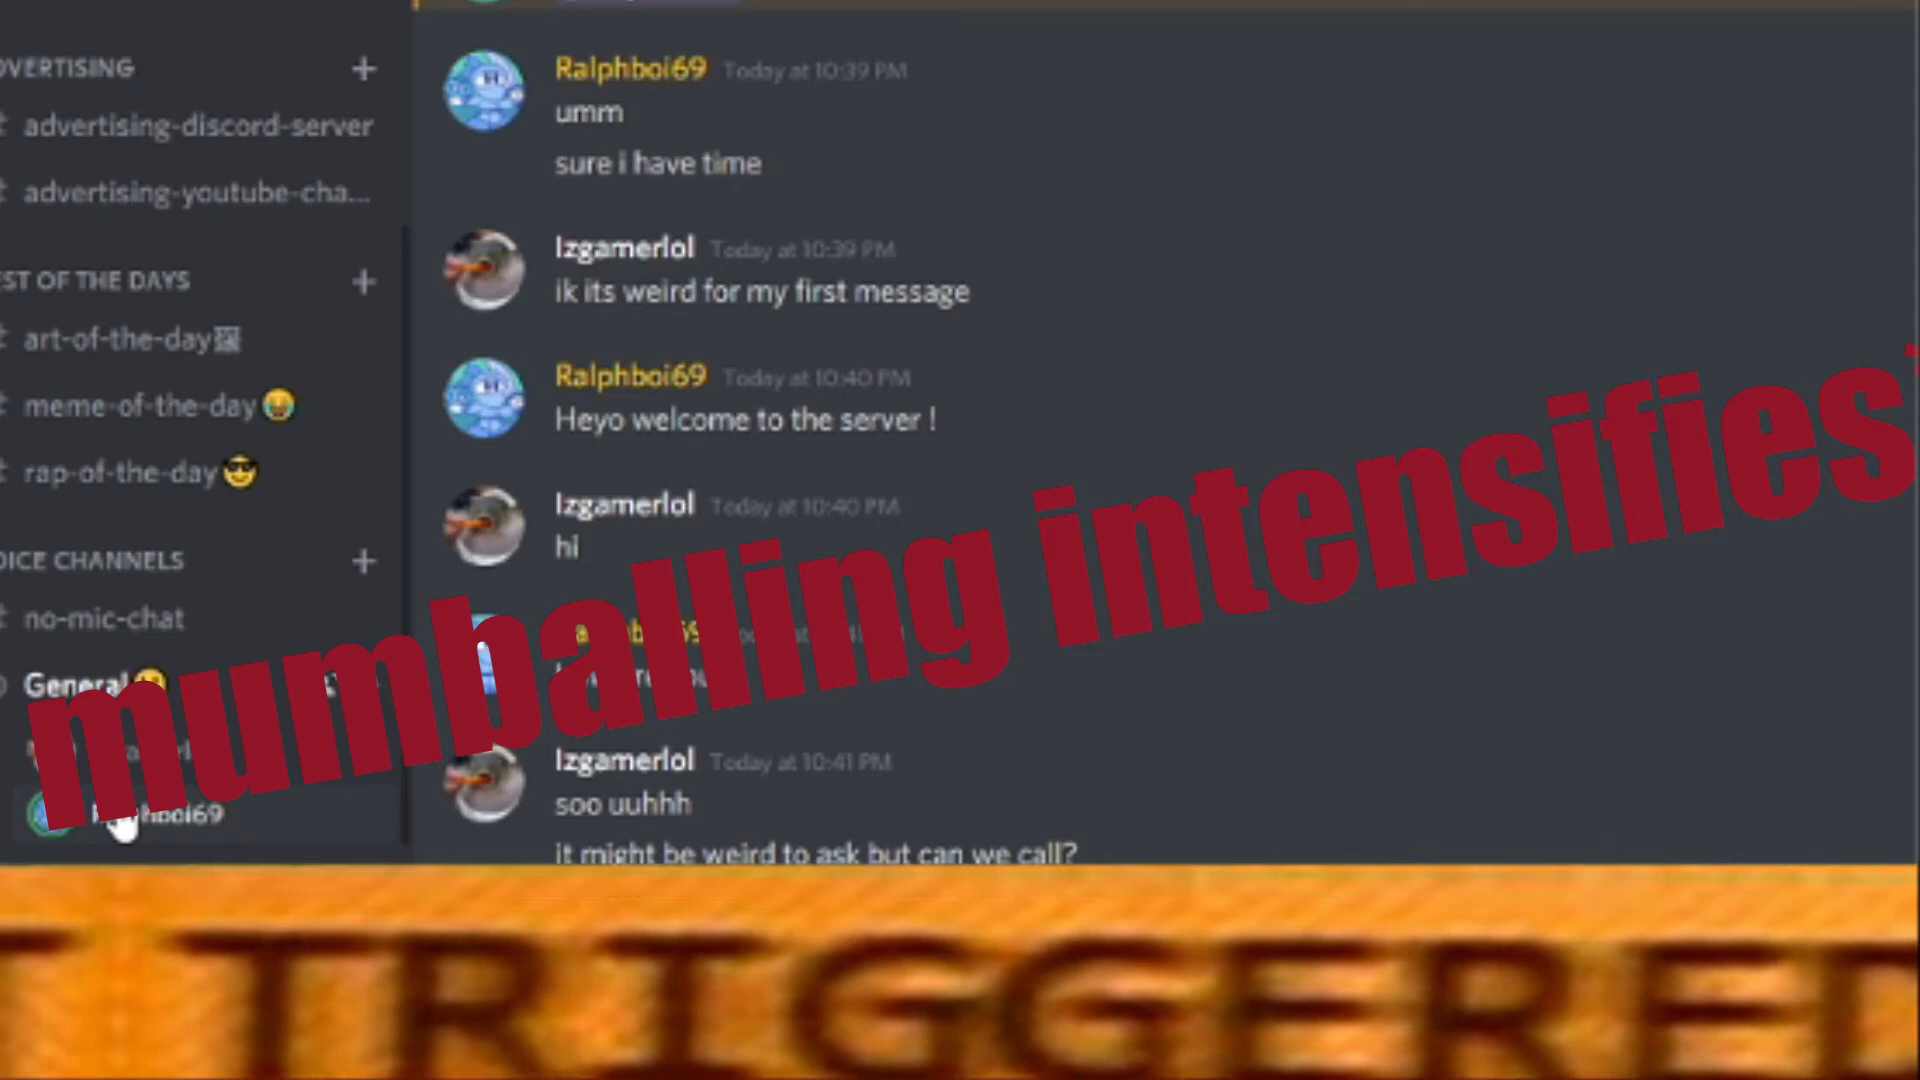 DVERTISING
advertising-discord-server
advertising-youtube-cha...
EST OF THE DAYS
art-of-the-day
meme-of-the-day
rap-of-the-day
OICE CHANNELS
no-mic-chat
General
Ralphboi69 Today at 10:39 PM
umm
sure i have time
Izgamerlol Today at 10:39 PM
ik its weird for my first message
Ralphboi69 Today at 10:40 PM
Heyo welcome to the server !
Izgamerlol Today at 10:40 PM
hi
Izgamerlol Today at 10:41 PM
soo uuhhh
it might be weird to ask but can we call?
mumballing intensifies
TRIGGERED